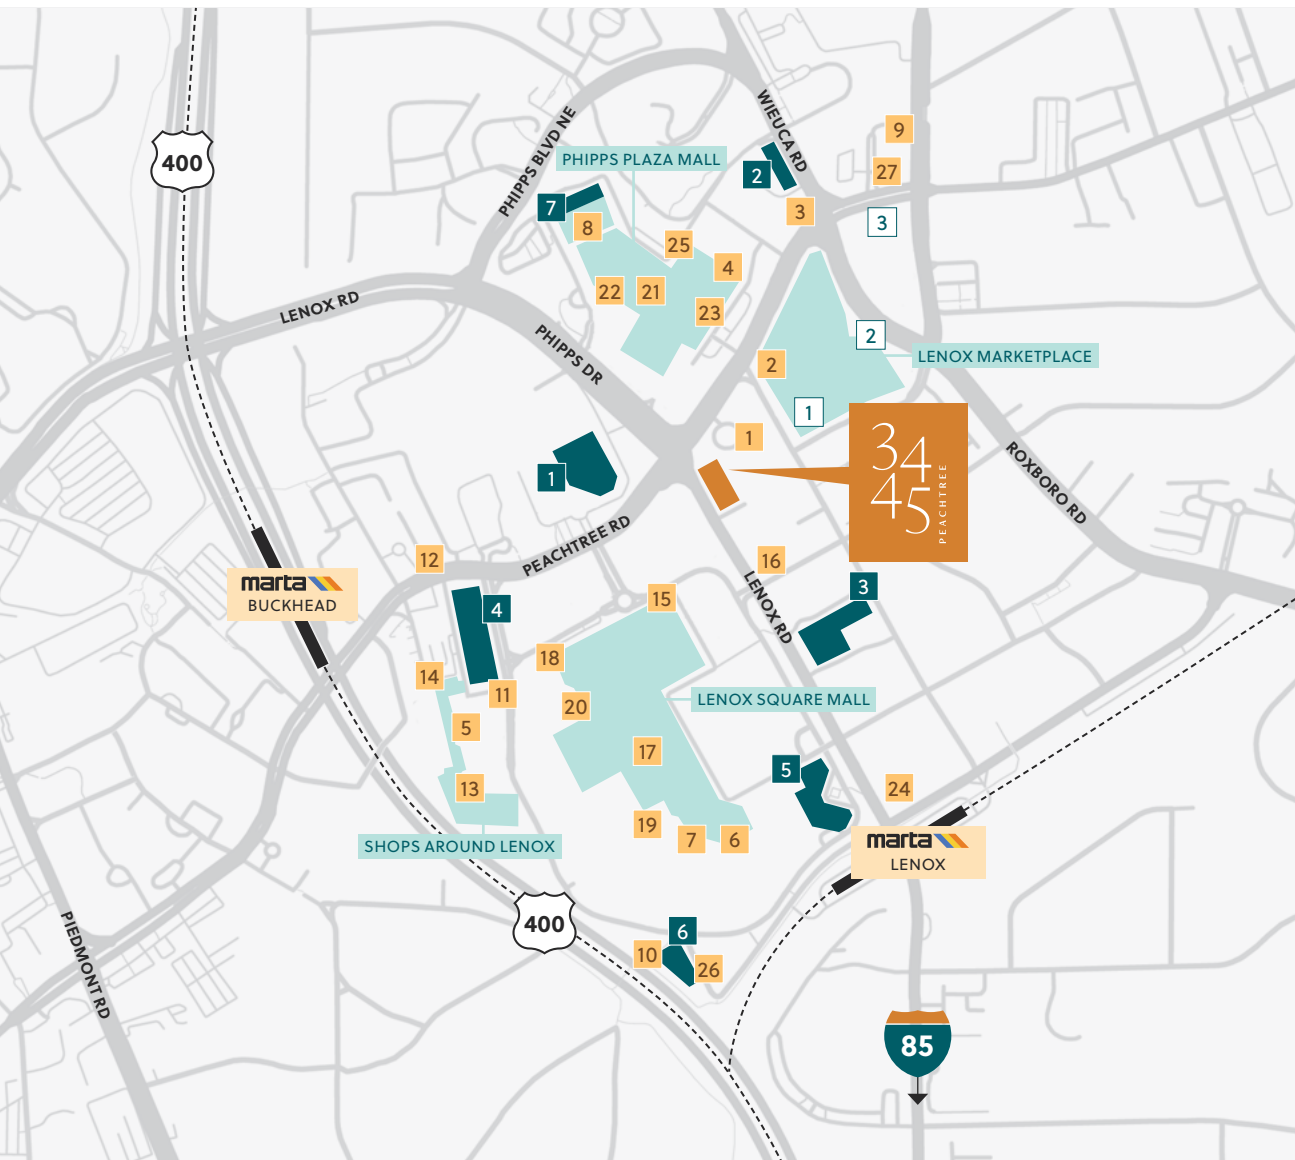 400
WIEUCA RD
9
PHIPPS BLVD NE
PHIPPS PLAZA MALL
27
2
7
3
3
8
25
4
22
21
23
LENOX RD
PHIPPS DR
2
LENOX MARKETPLACE
2
1
1
34
45
PEACHTREE
ROXBORO RD
1
PEACHTREE RD
12
16
marta
BUCKHEAD
LENOX RD
3
4
15
18
14
11
LENOX SQUARE MALL
20
5
17
5
13
24
19
7
6
marta
LENOX
SHOPS AROUND LENOX
400
PIEDMONT RD
6
10
26
85